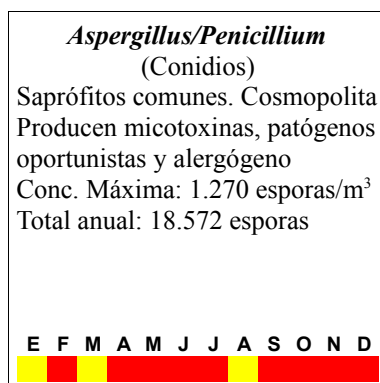 Aspergillus/Penicillium
(Conidios)
Saprófitos comunes. Cosmopolita
Producen micotoxinas, patógenos
oportunistas y alergógeno
Conc. Máxima: 1.270 esporas/m³
Total anual: 18.572 esporas
E F M A M J J A S O N D